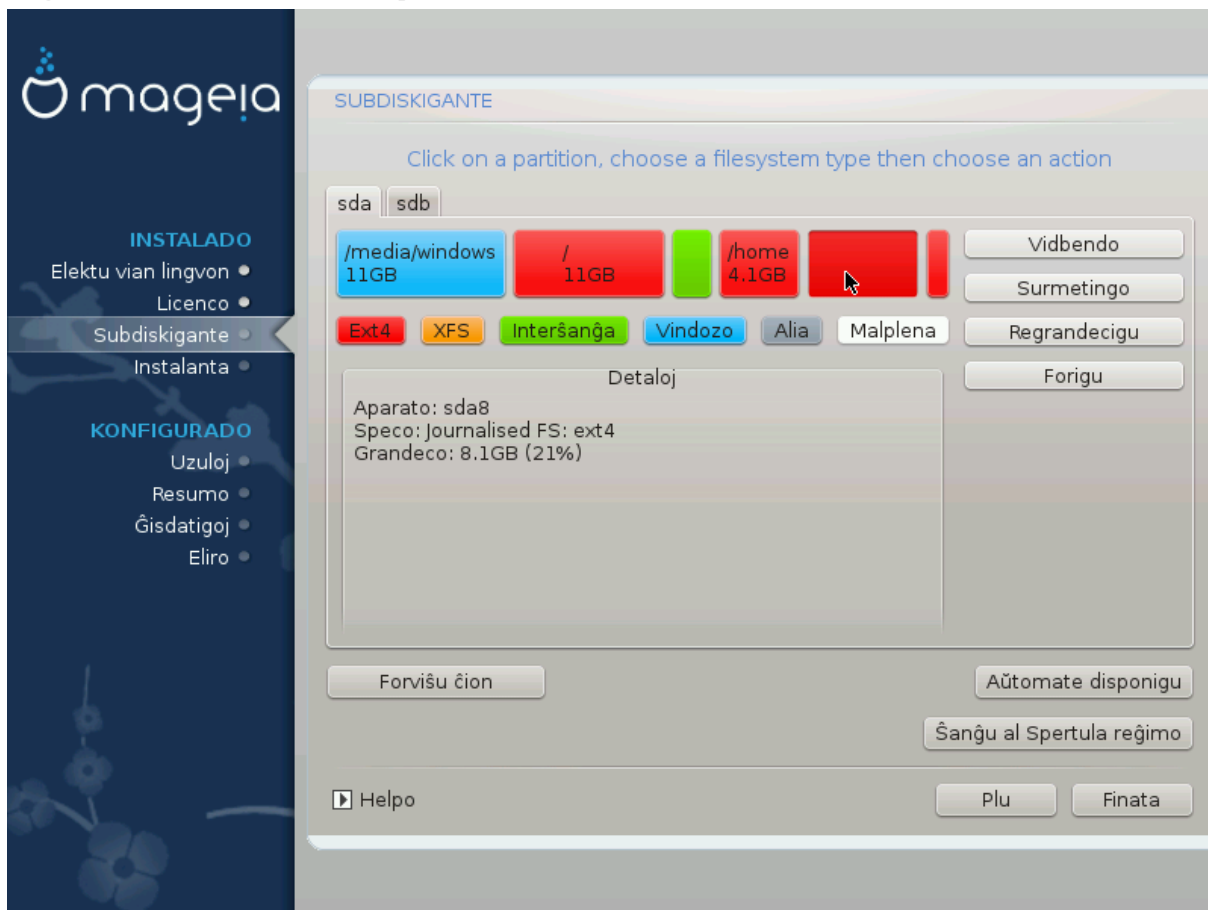 mageia
INSTALADO
Elektu vian lingvon
Licenco
Subdiskigante
Instalanta
KONFIGURADO
Uzuloj
Resumo
Ĝisdatigoj
Eliro
SUBDISKIGANTE
Click on a partition, choose a filesystem type then choose an action
sda sdb
/media/windows
11GB
/
11GB
/home
4.1GB
Ext4 XFS Interŝanĝa Vindozo Alia Malplena
Vidbendo
Surmetingo
Regrandecigu
Forigu
Detaloj
Aparato: sda8
Speco: Journalised FS: ext4
Grandeco: 8.1GB (21%)
Forviŝu ĉion
Aŭtomate disponigu
Ŝanĝu al Spertula reĝimo
Helpo
Plu
Finata